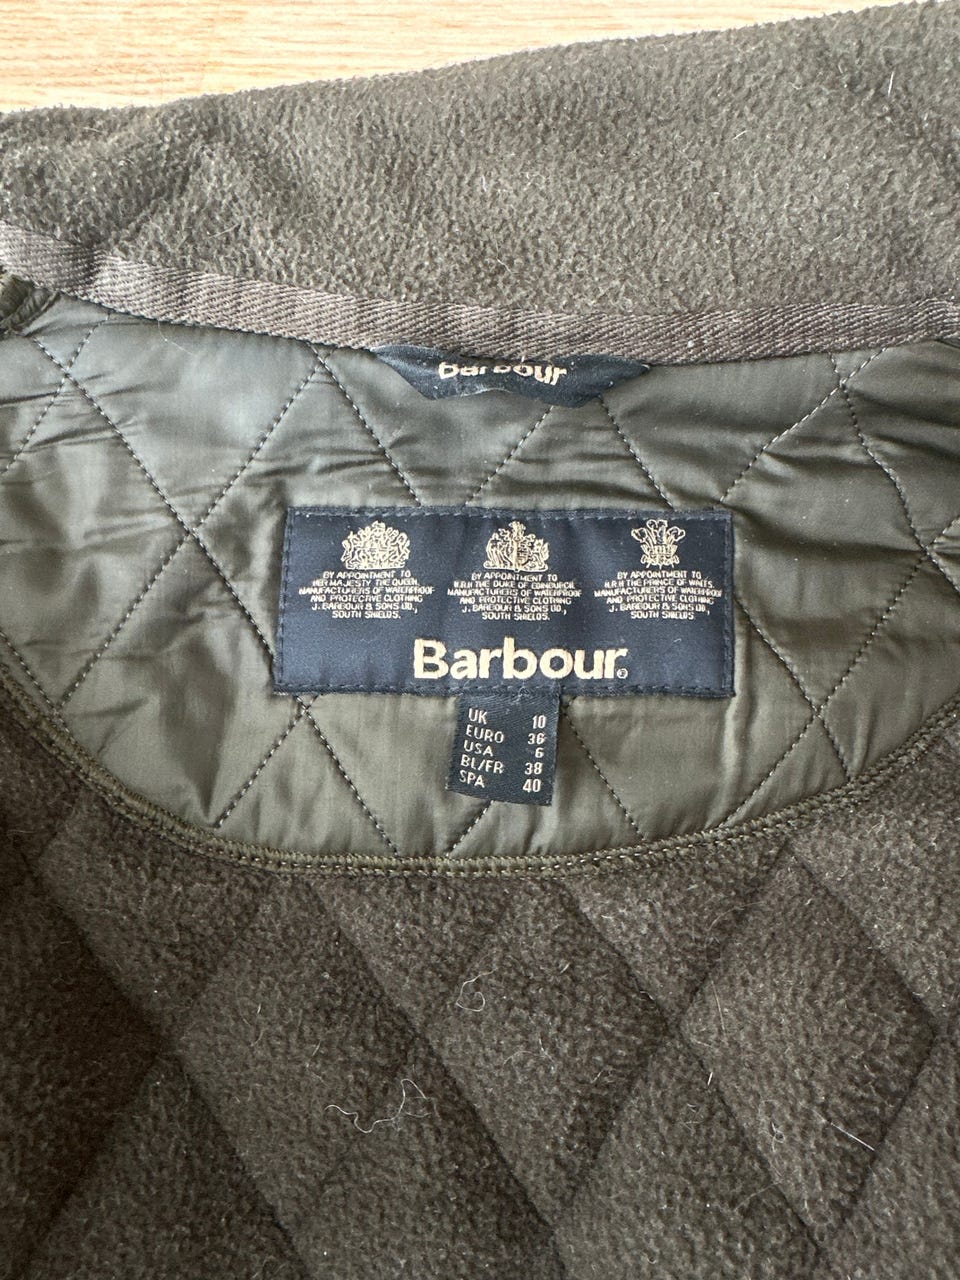 Barbour
BY APPOINTMENT TO
HER MAJESTY THE QUEEN,
MANUFACTURERS OF WATERPROOF
AND PROTECTIVE CLOTHING
J. BARBOUR & SONS LTD,
SOUTH SHIELDS.
BY APPOINTMENT TO
H.R.H THE DUKE OF EDINBURGH.
MANUFACTURERS OF WATERPROOF
AND PROTECTIVE CLOTHING
J. BARBOUR & SONS LTD,
SOUTH SHIELDS.
BY APPOINTMENT TO
H.R.H THE PRINCE OF WALES,
MANUFACTURERS OF WATERPROOF
AND PROTECTIVE CLOTHING
J. BARBOUR & SONS LTD,
SOUTH SHIELDS.
Barbour®
UK 10
EURO 36
USA 6
BL/FR 38
SPA 40